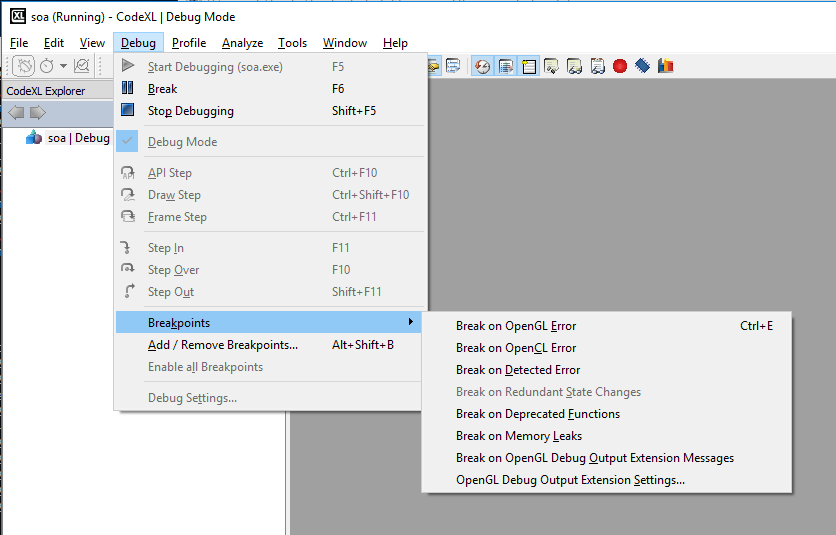 soa (Running) - CodeXL | Debug Mode
File Edit View Debug Profile Analyze Tools Window Help
Start Debugging (soa.exe) F5
CodeXL Explorer
Break F6
Stop Debugging Shift+F5
soa | Debug
Debug Mode
API Step Ctrl+F10
Draw Step Ctrl+Shift+F10
Frame Step Ctrl+F11
Step In F11
Step Over F10
Step Out Shift+F11
Breakpoints
Add / Remove Breakpoints... Alt+Shift+B
Enable all Breakpoints
Debug Settings...
Break on OpenGL Error Ctrl+E
Break on OpenCL Error
Break on Detected Error
Break on Redundant State Changes
Break on Deprecated Functions
Break on Memory Leaks
Break on OpenGL Debug Output Extension Messages
OpenGL Debug Output Extension Settings...